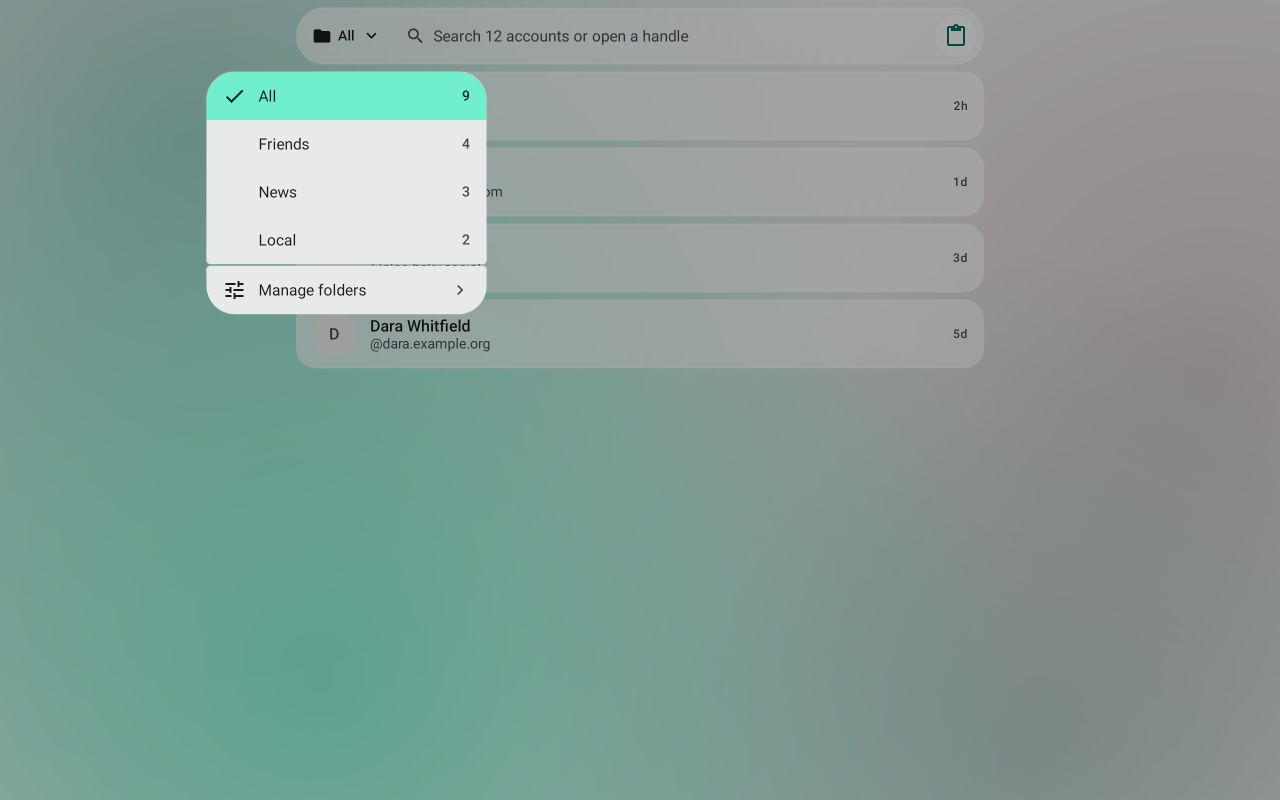 All
Search 12 accounts or open a handle
All 9
Friends 4
News 3
Local 2
Manage folders
2h
1d
3d
D
Dara Whitfield
@dara.example.org
5d